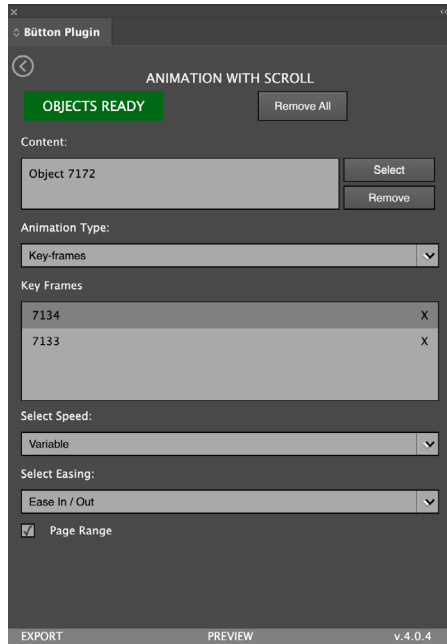 Bütton Plugin
ANIMATION WITH SCROLL
OBJECTS READY
Remove All
Content:
Object 7172
Select
Remove
Animation Type:
Key-frames
Key Frames
7134 X
7133 X
Select Speed:
Variable
Select Easing:
Ease In / Out
Page Range
EXPORT PREVIEW v.4.0.4